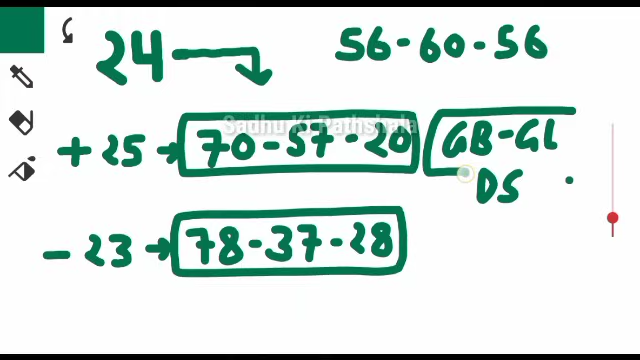 24 56-60-56
+25 → 70-57-20 GB-GL
DS .
-23 → 78-37-28
Sadhu Ki Pathshala